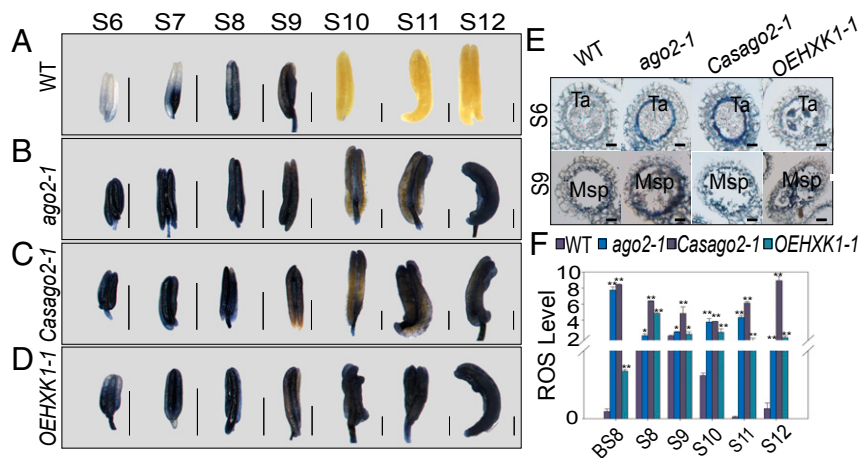 S6 S7 S8 S9 S10 S11 S12
A
WT
B
ago2-1
C
Casago2-1
D
OEHXK1-1
E
WT ago2-1 Casago2-1 OEHXK1-1
S6
Ta Ta Ta Ta
S9
Msp Msp Msp Msp
F
WT ago2-1 Casago2-1 OEHXK1-1
ROS Level
10
8
6
4
2
0
** ** **
* ** **
* ** *
** ** **
** ** **
** ** **
BS8 S8 S9 S10 S11 S12